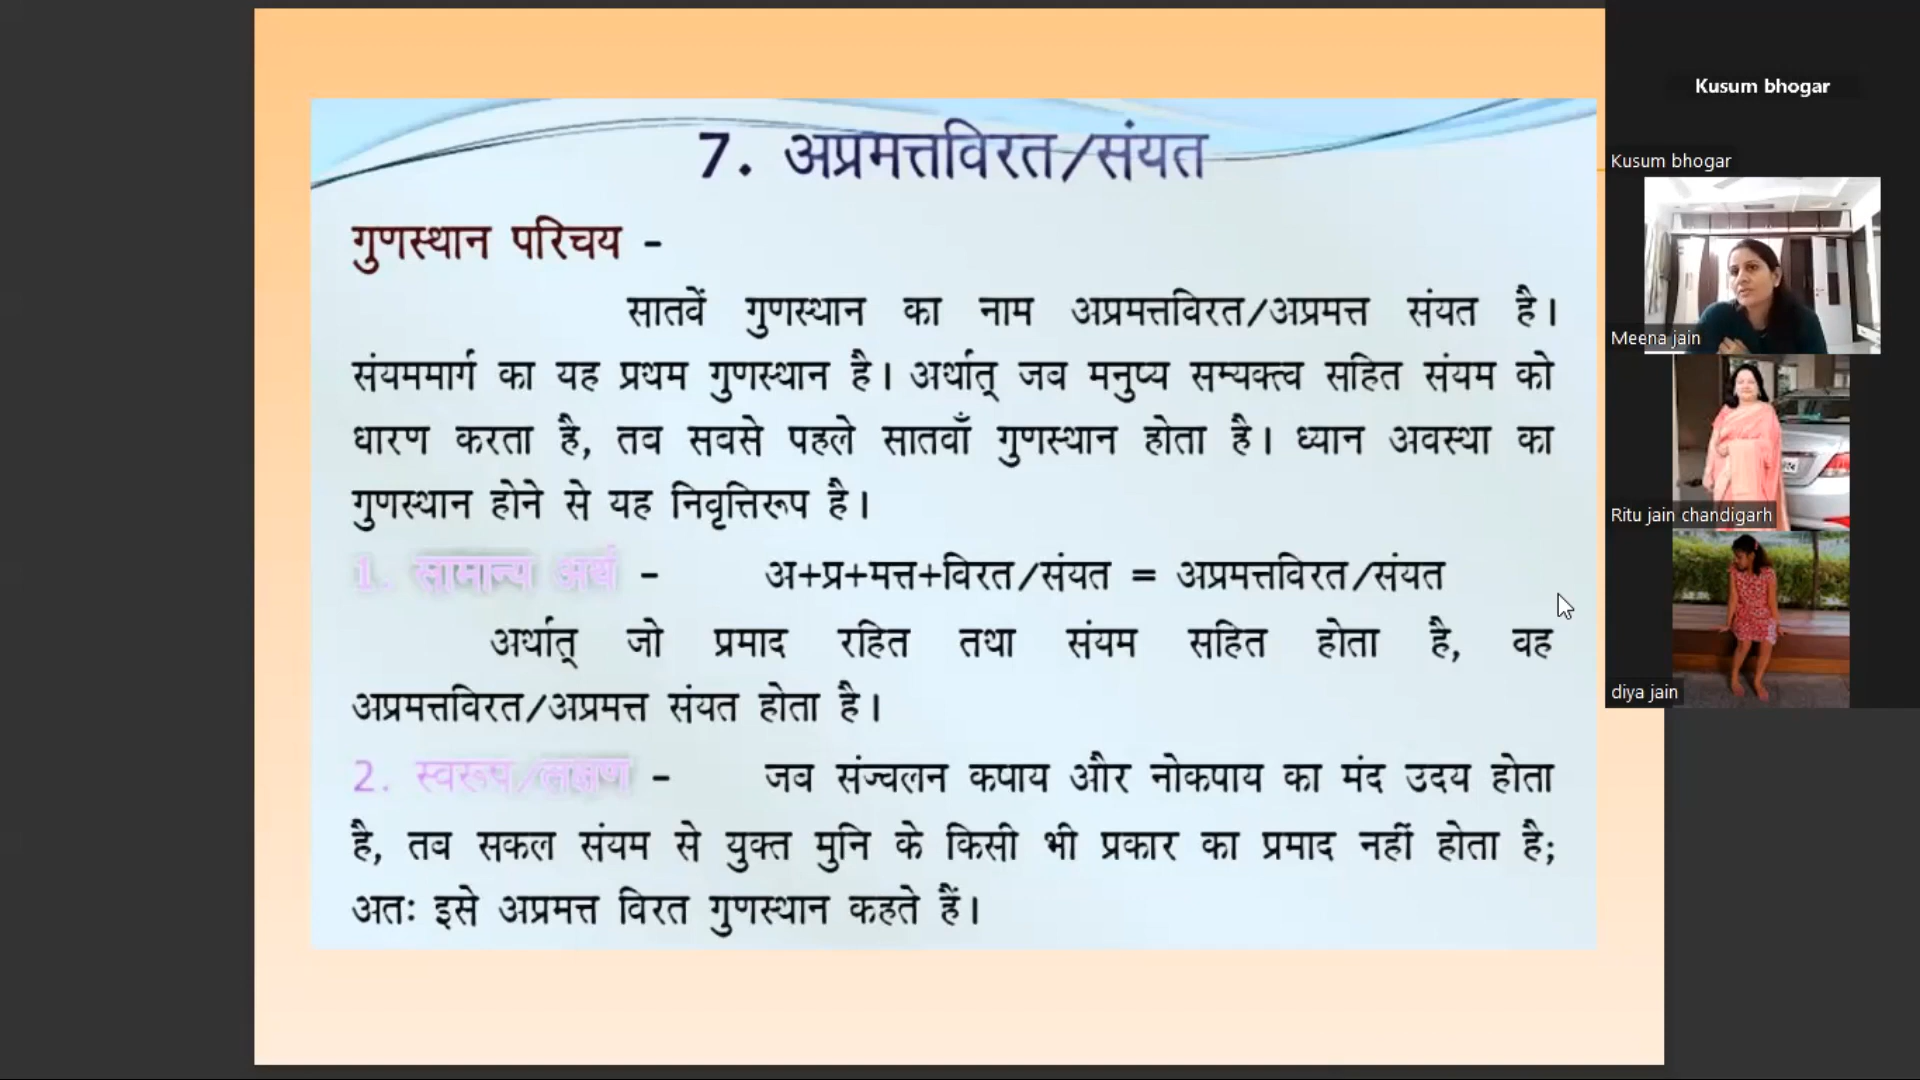 7. अप्रमत्तविरत/संयत
गुणस्थान परिचय -
सातवें गुणस्थान का नाम अप्रमत्तविरत/अप्रमत्त संयत है।
संयममार्ग का यह प्रथम गुणस्थान है। अर्थात् जब मनुष्य सम्यक्त्व सहित संयम को
धारण करता है, तब सबसे पहले सातवाँ गुणस्थान होता है। ध्यान अवस्था का
गुणस्थान होने से यह निवृत्तिरूप है।
1. सामान्य अर्थ - अ+प्र+मत्त+विरत/संयत = अप्रमत्तविरत/संयत
अर्थात् जो प्रमाद रहित तथा संयम सहित होता है, वह
अप्रमत्तविरत/अप्रमत्त संयत होता है।
2. स्वरूप/लक्षण - जब संज्वलन कषाय और नोकषाय का मंद उदय होता
है, तब सकल संयम से युक्त मुनि के किसी भी प्रकार का प्रमाद नहीं होता है;
अतः इसे अप्रमत्त विरत गुणस्थान कहते हैं।
Kusum bhogar
Kusum bhogar
Meena jain
Ritu jain chandigarh
diya jain